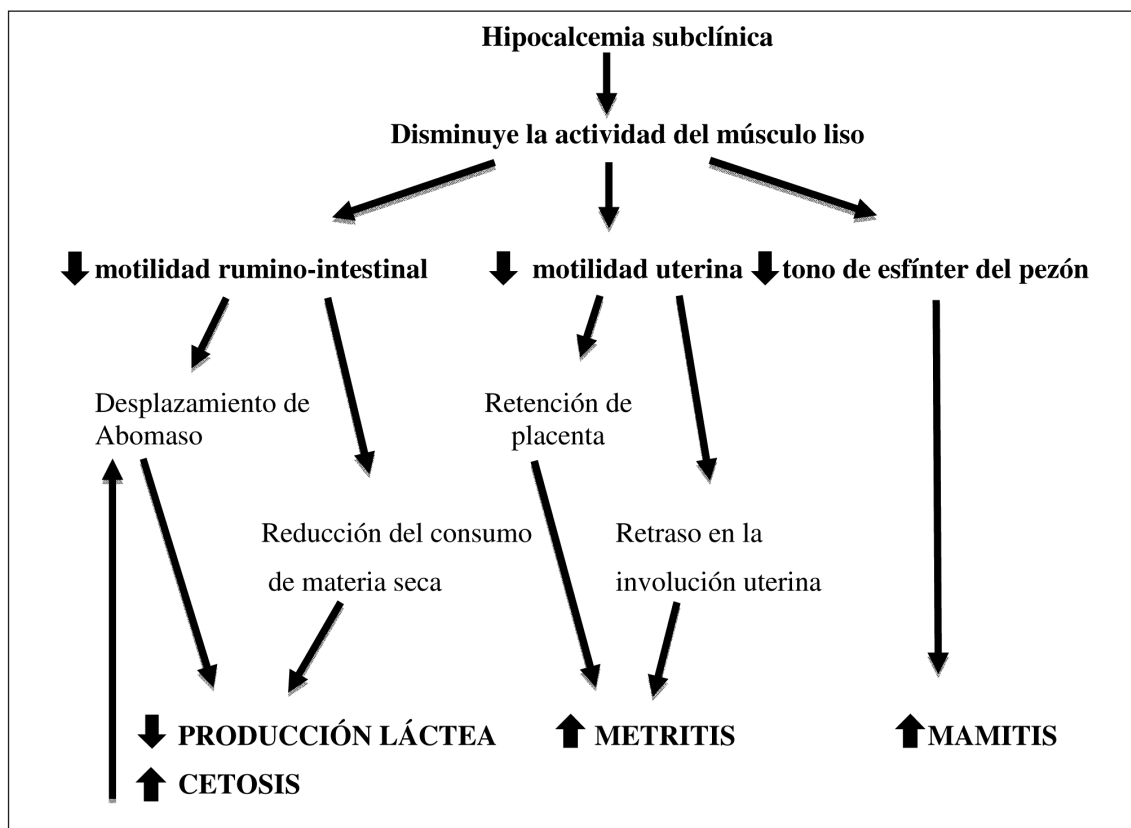 Hipocalcemia subclínica
Disminuye la actividad del músculo liso
motilidad rumino-intestinal
motilidad uterina
tono de esfínter del pezón
Desplazamiento de
Abomaso
Retención de
placenta
Reducción del consumo
de materia seca
Retraso en la
involución uterina
PRODUCCIÓN LÁCTEA
CETOSIS
METRITIS
MAMITIS